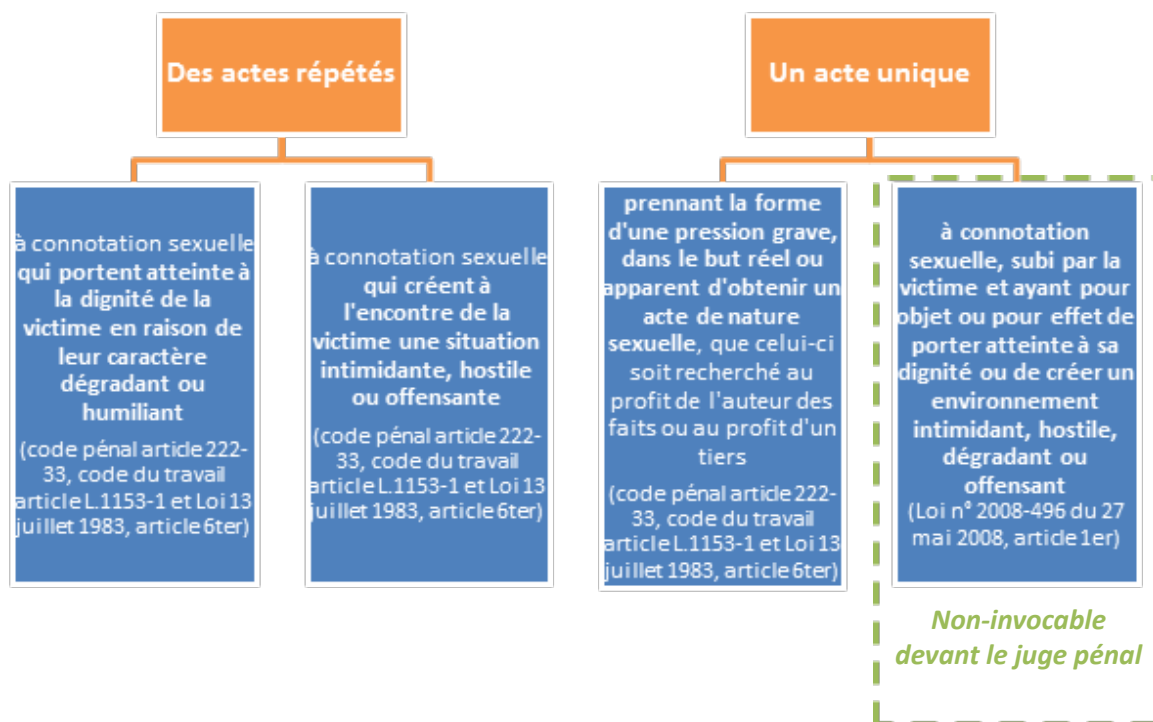 Des actes répétés
Un acte unique
à connotation sexuelle
qui portent atteinte à
la dignité de la
victime en raison de
leur caractère
dégradant ou
humiliant
(code pénal article 222-
33, code du travail
article L.1153-1 et Loi 13
juillet 1983, article 6ter)
à connotation sexuelle
qui créent à
l'encontre de la
victime une situation
intimidante, hostile
ou offensante
(code pénal article 222-
33, code du travail
article L.1153-1 et Loi 13
juillet 1983, article 6ter)
prennant la forme
d'une pression grave,
dans le but réel ou
apparent d'obtenir un
acte de nature
sexuelle, que celui-ci
soit recherché au
profit de l'auteur des
faits ou au profit d'un
tiers
(code pénal article 222-
33, code du travail
article L.1153-1 et Loi 13
juillet 1983, article 6ter)
à connotation
sexuelle, subi par la
victime et ayant pour
objet ou pour effet de
porter atteinte à sa
dignité ou de créer un
environnement
intimidant, hostile,
dégradant ou
offensant
(Loi n° 2008-496 du 27
mai 2008, article 1er)
Non-invocable
devant le juge pénal